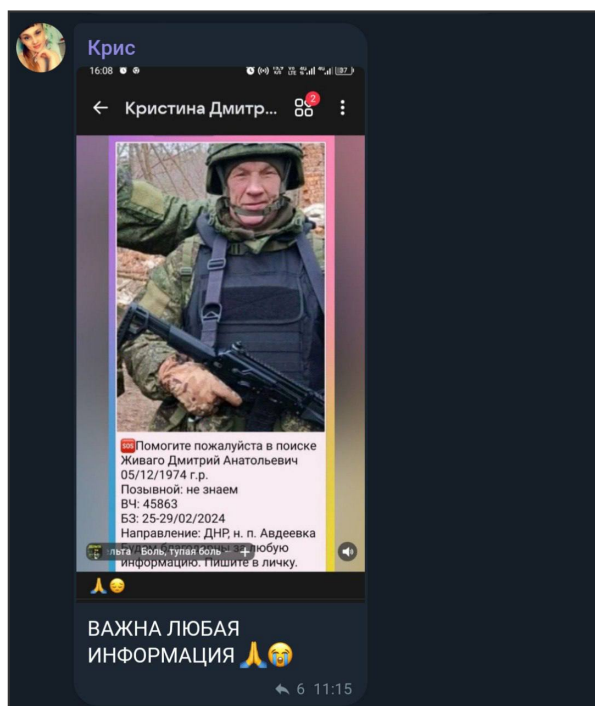 Крис
16:08
Кристина Дмитр...
2
SOS Помогите пожалуйста в поиске
Живаго Дмитрий Анатольевич
05/12/1974 г.р.
Позывной: не знаем
ВЧ: 45863
БЗ: 25-29/02/2024
Направление: ДНР, н. п. Авдеевка
любую
льта - Боль, тупая боль - +
информацию. Пишите в личку.
ВАЖНА ЛЮБАЯ
ИНФОРМАЦИЯ
6 11:15